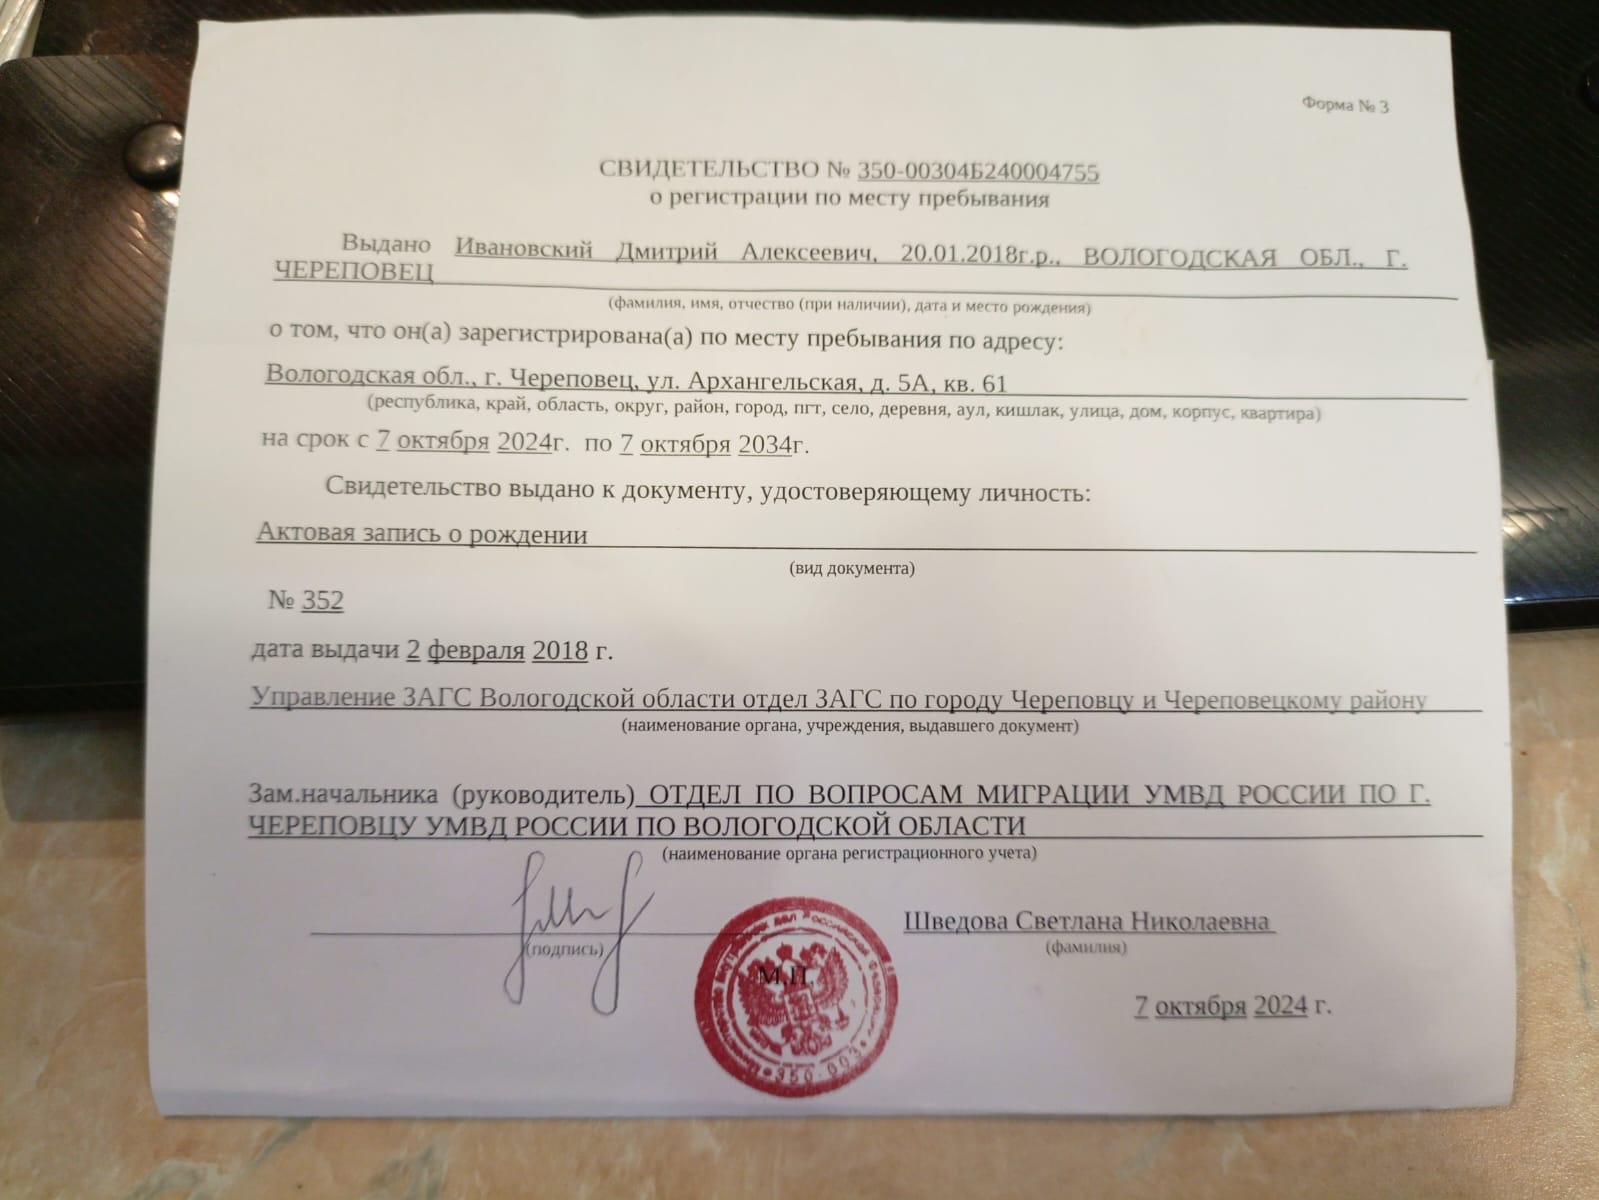 Форма № 3
СВИДЕТЕЛЬСТВО № 350-00304Б240004755
о регистрации по месту пребывания
Выдано Ивановский Дмитрий Алексеевич, 20.01.2018г.р., ВОЛОГОДСКАЯ ОБЛ., Г.
ЧЕРЕПОВЕЦ
(фамилия, имя, отчество (при наличии), дата и место рождения)
о том, что он(а) зарегистрирована(а) по месту пребывания по адресу:
Вологодская обл., г. Череповец, ул. Архангельская, д. 5А, кв. 61
(республика, край, область, округ, район, город, пгт, село, деревня, аул, кишлак, улица, дом, корпус, квартира)
на срок с 7 октября 2024г. по 7 октября 2034г.
Свидетельство выдано к документу, удостоверяющему личность:
Актовая запись о рождении
(вид документа)
№ 352
дата выдачи 2 февраля 2018 г.
Управление ЗАГС Вологодской области отдел ЗАГС по городу Череповцу и Череповецкому району
(наименование органа, учреждения, выдавшего документ)
Зам.начальника (руководитель) ОТДЕЛ ПО ВОПРОСАМ МИГРАЦИИ УМВД РОССИИ ПО Г.
ЧЕРЕПОВЦУ УМВД РОССИИ ПО ВОЛОГОДСКОЙ ОБЛАСТИ
(наименование органа регистрационного учета)
Шведова Светлана Николаевна
(подпись)
(фамилия)
М.П.
Российской
350-003
7 октября 2024 г.